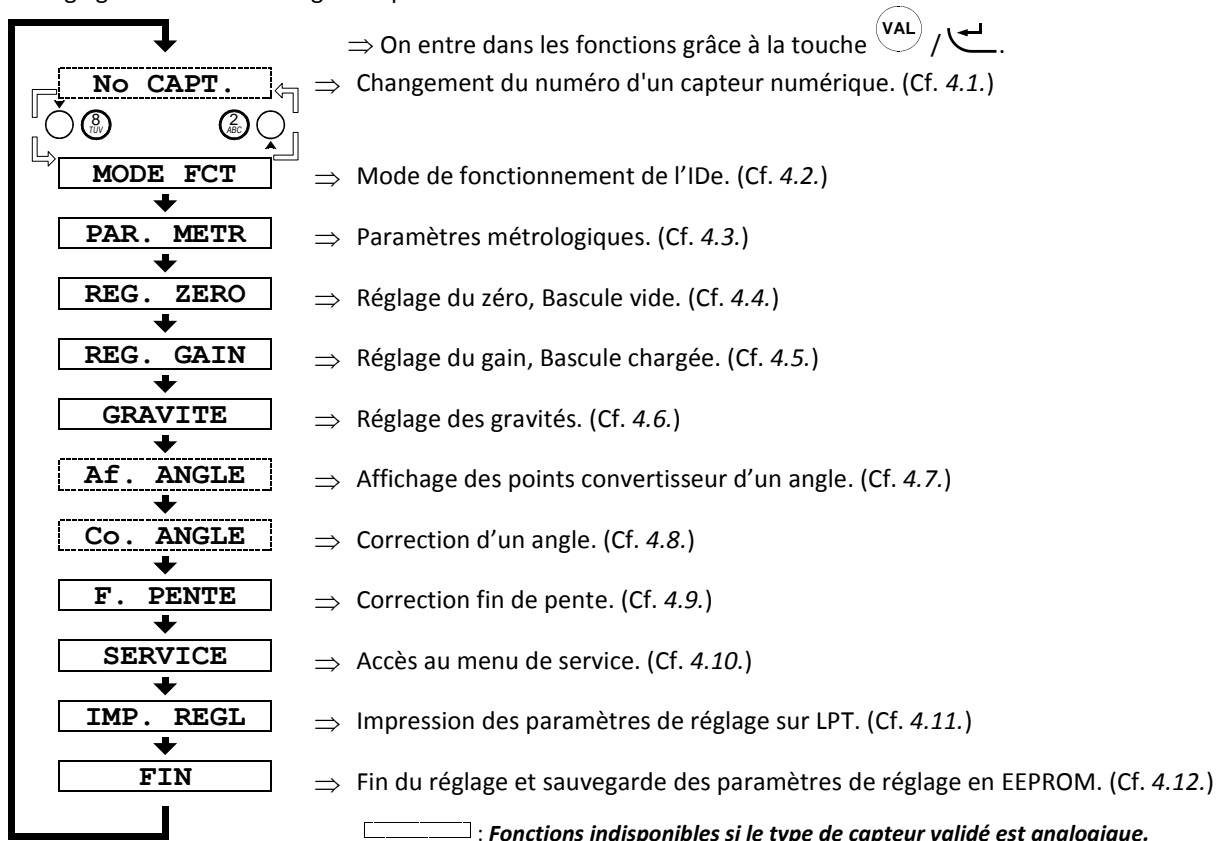 ⇒ On entre dans les fonctions grâce à la touche VAL / .
No CAPT. ⇒ Changement du numéro d'un capteur numérique. (Cf. 4.1.)
8 TUV 2 ABC
MODE FCT ⇒ Mode de fonctionnement de l’IDe. (Cf. 4.2.)
PAR. METR ⇒ Paramètres métrologiques. (Cf. 4.3.)
REG. ZERO ⇒ Réglage du zéro, Bascule vide. (Cf. 4.4.)
REG. GAIN ⇒ Réglage du gain, Bascule chargée. (Cf. 4.5.)
GRAVITE ⇒ Réglage des gravités. (Cf. 4.6.)
Af. ANGLE ⇒ Affichage des points convertisseur d’un angle. (Cf. 4.7.)
Co. ANGLE ⇒ Correction d’un angle. (Cf. 4.8.)
F. PENTE ⇒ Correction fin de pente. (Cf. 4.9.)
SERVICE ⇒ Accès au menu de service. (Cf. 4.10.)
IMP. REGL ⇒ Impression des paramètres de réglage sur LPT. (Cf. 4.11.)
FIN ⇒ Fin du réglage et sauvegarde des paramètres de réglage en EEPROM. (Cf. 4.12.)
: Fonctions indisponibles si le type de capteur validé est analogique.